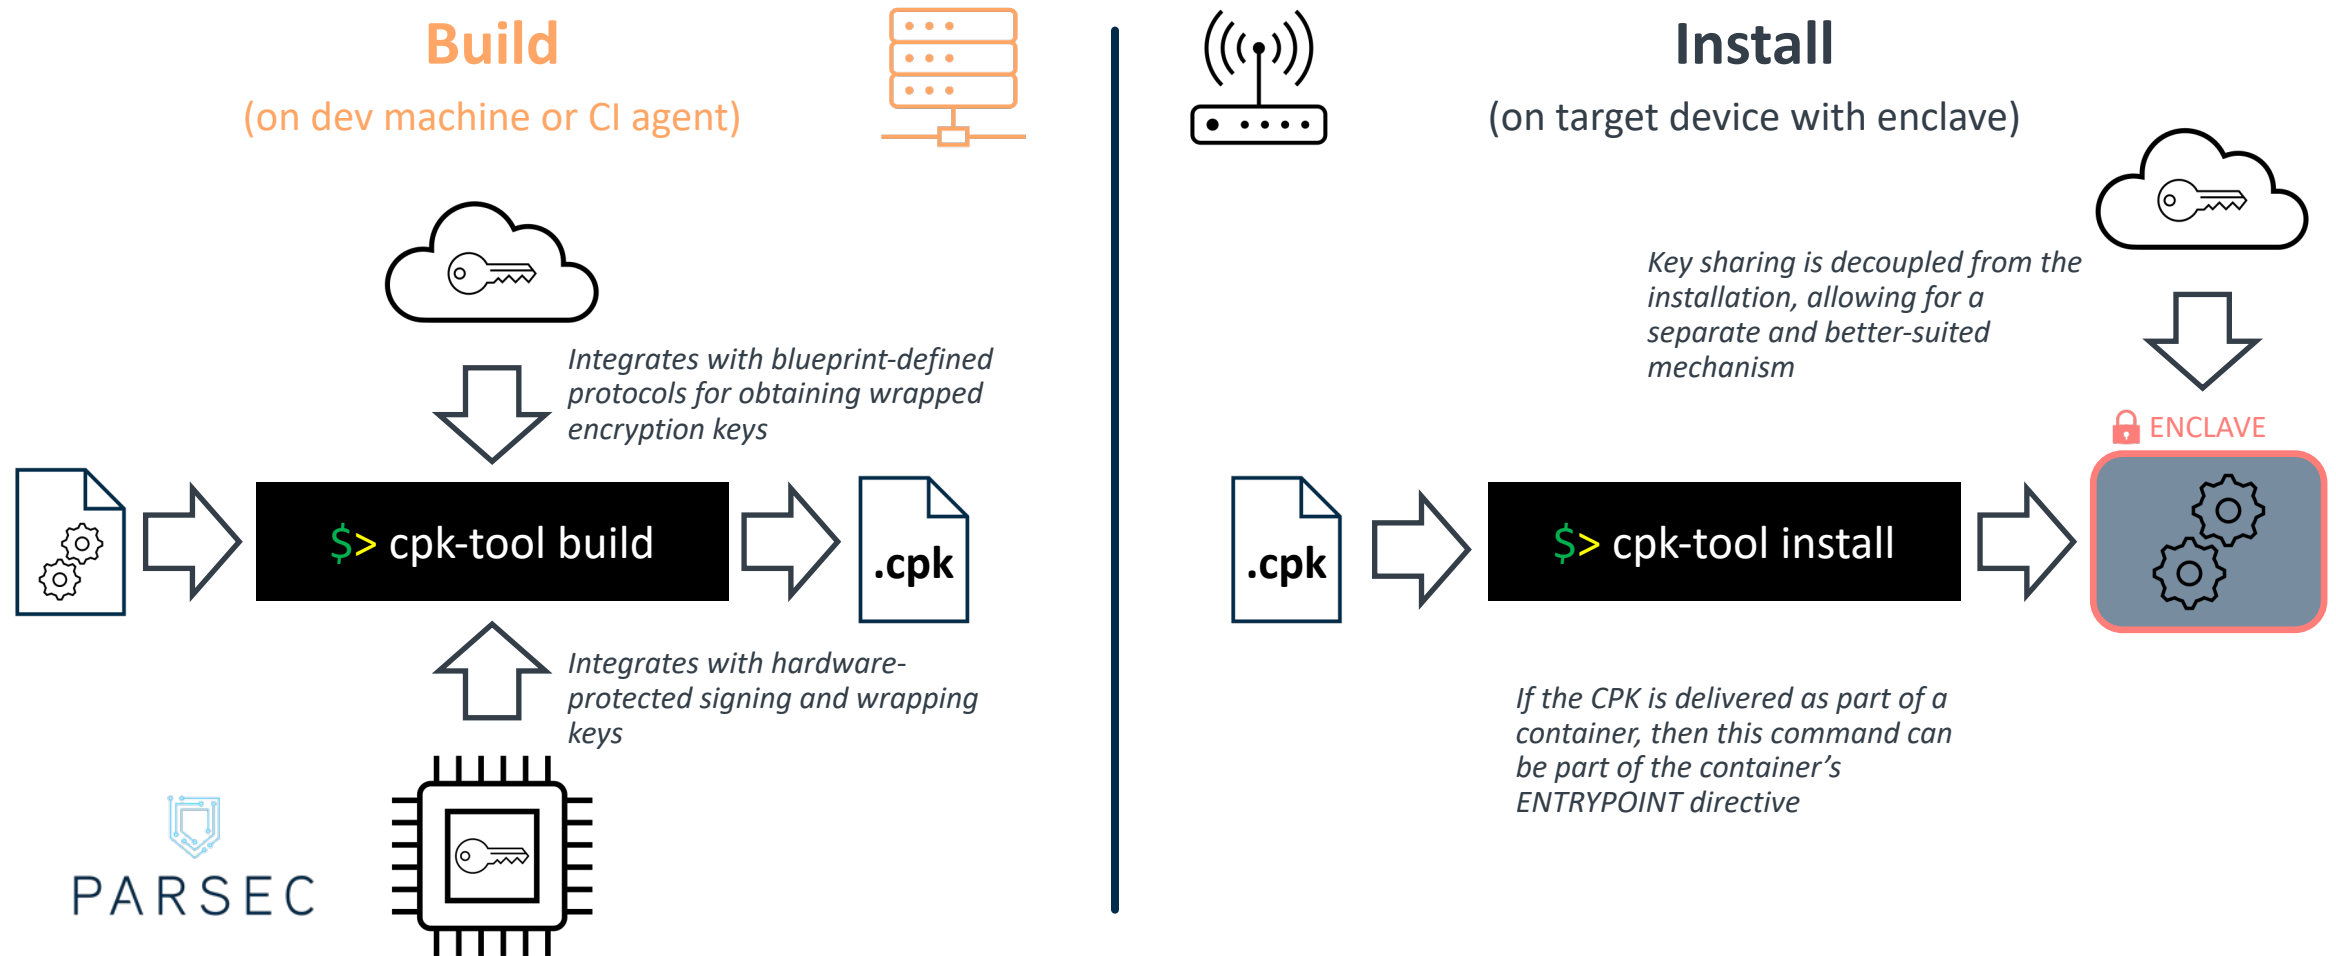 Build
(on dev machine or CI agent)
Integrates with blueprint-defined
protocols for obtaining wrapped
encryption keys
$> cpk-tool build
.cpk
Integrates with hardware-
protected signing and wrapping
keys
PARSEC
Install
(on target device with enclave)
Key sharing is decoupled from the
installation, allowing for a
separate and better-suited
mechanism
ENCLAVE
.cpk
$> cpk-tool install
If the CPK is delivered as part of a
container, then this command can
be part of the container’s
ENTRYPOINT directive